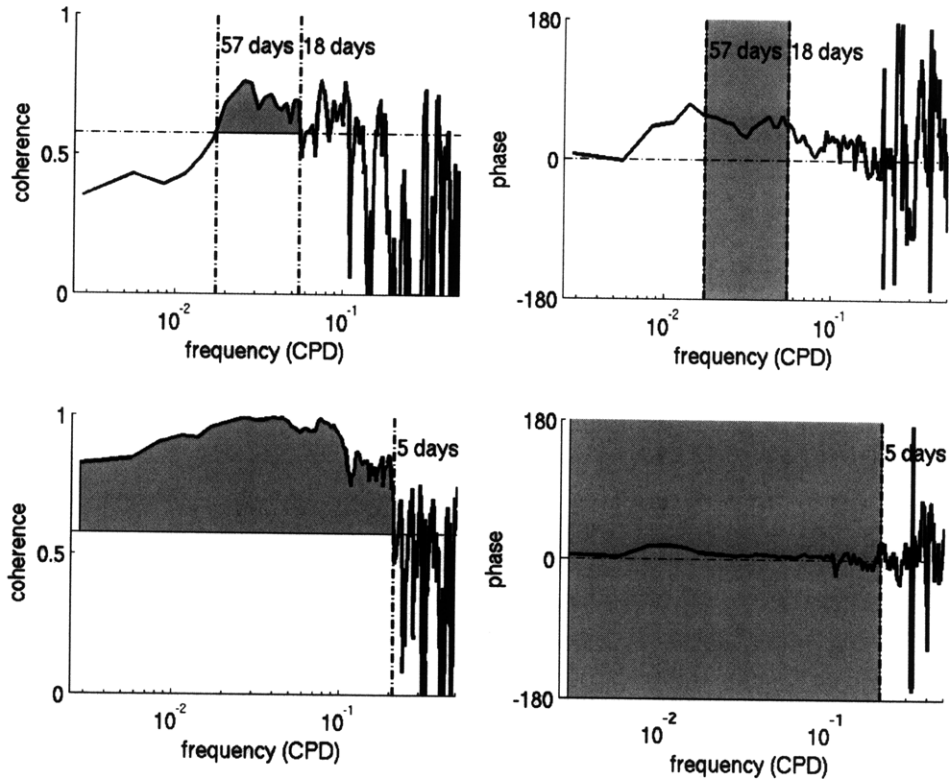 1
0.5
0
coherence
57 days
18 days
10⁻²
10⁻¹
frequency (CPD)
180
0
-180
phase
57 days
18 days
10⁻²
10⁻¹
frequency (CPD)
1
0.5
0
coherence
5 days
10⁻²
10⁻¹
frequency (CPD)
180
0
-180
phase
5 days
10⁻²
10⁻¹
frequency (CPD)